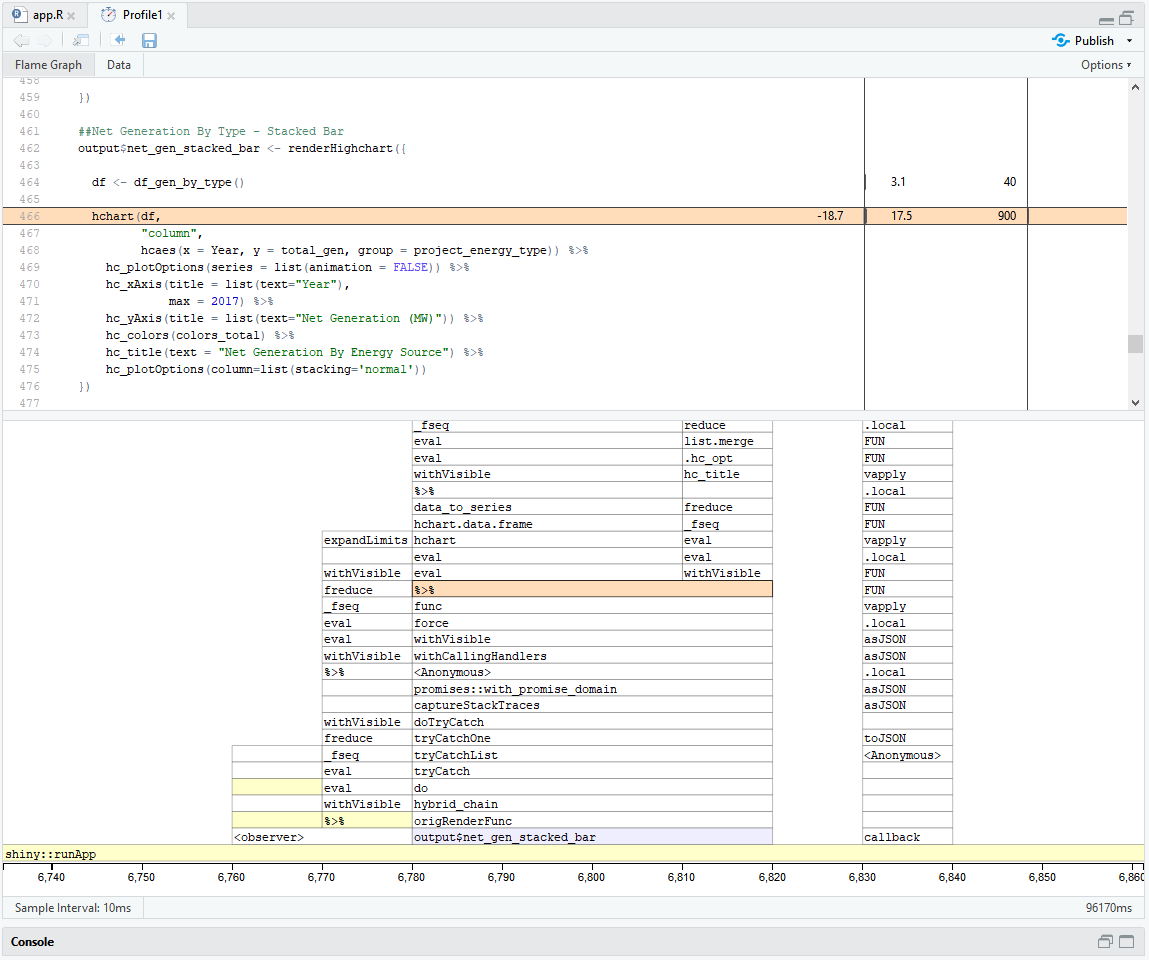 app.R Profile1
Publish
Flame Graph Data Options
458
459 })
460
461 ##Net Generation By Type - Stacked Bar
462 output$net_gen_stacked_bar <- renderHighchart({
463
464 df <- df_gen_by_type() 3.1 40
465
466 hchart(df, -18.7 17.5 900
467 "column",
468 hcaes(x = Year, y = total_gen, group = project_energy_type)) %>%
469 hc_plotOptions(series = list(animation = FALSE)) %>%
470 hc_xAxis(title = list(text="Year"),
471 max = 2017) %>%
472 hc_yAxis(title = list(text="Net Generation (MW)")) %>%
473 hc_colors(colors_total) %>%
474 hc_title(text = "Net Generation By Energy Source") %>%
475 hc_plotOptions(column=list(stacking='normal'))
476 })
477
_fseq reduce .local
eval list.merge FUN
eval .hc_opt FUN
withVisible hc_title vapply
%>% .local
data_to_series freduce FUN
hchart.data.frame _fseq FUN
expandLimits hchart eval vapply
eval eval .local
withVisible eval withVisible FUN
freduce %>% FUN
_fseq func vapply
eval force .local
eval withVisible asJSON
withVisible withCallingHandlers asJSON
%>% <Anonymous> .local
promises::with_promise_domain asJSON
captureStackTraces asJSON
withVisible doTryCatch
freduce tryCatchOne toJSON
_fseq tryCatchList <Anonymous>
eval tryCatch
eval do
withVisible hybrid_chain
%>% origRenderFunc
<observer> output$net_gen_stacked_bar callback
shiny::runApp
6,740 6,750 6,760 6,770 6,780 6,790 6,800 6,810 6,820 6,830 6,840 6,850 6,860
Sample Interval: 10ms 96170ms
Console